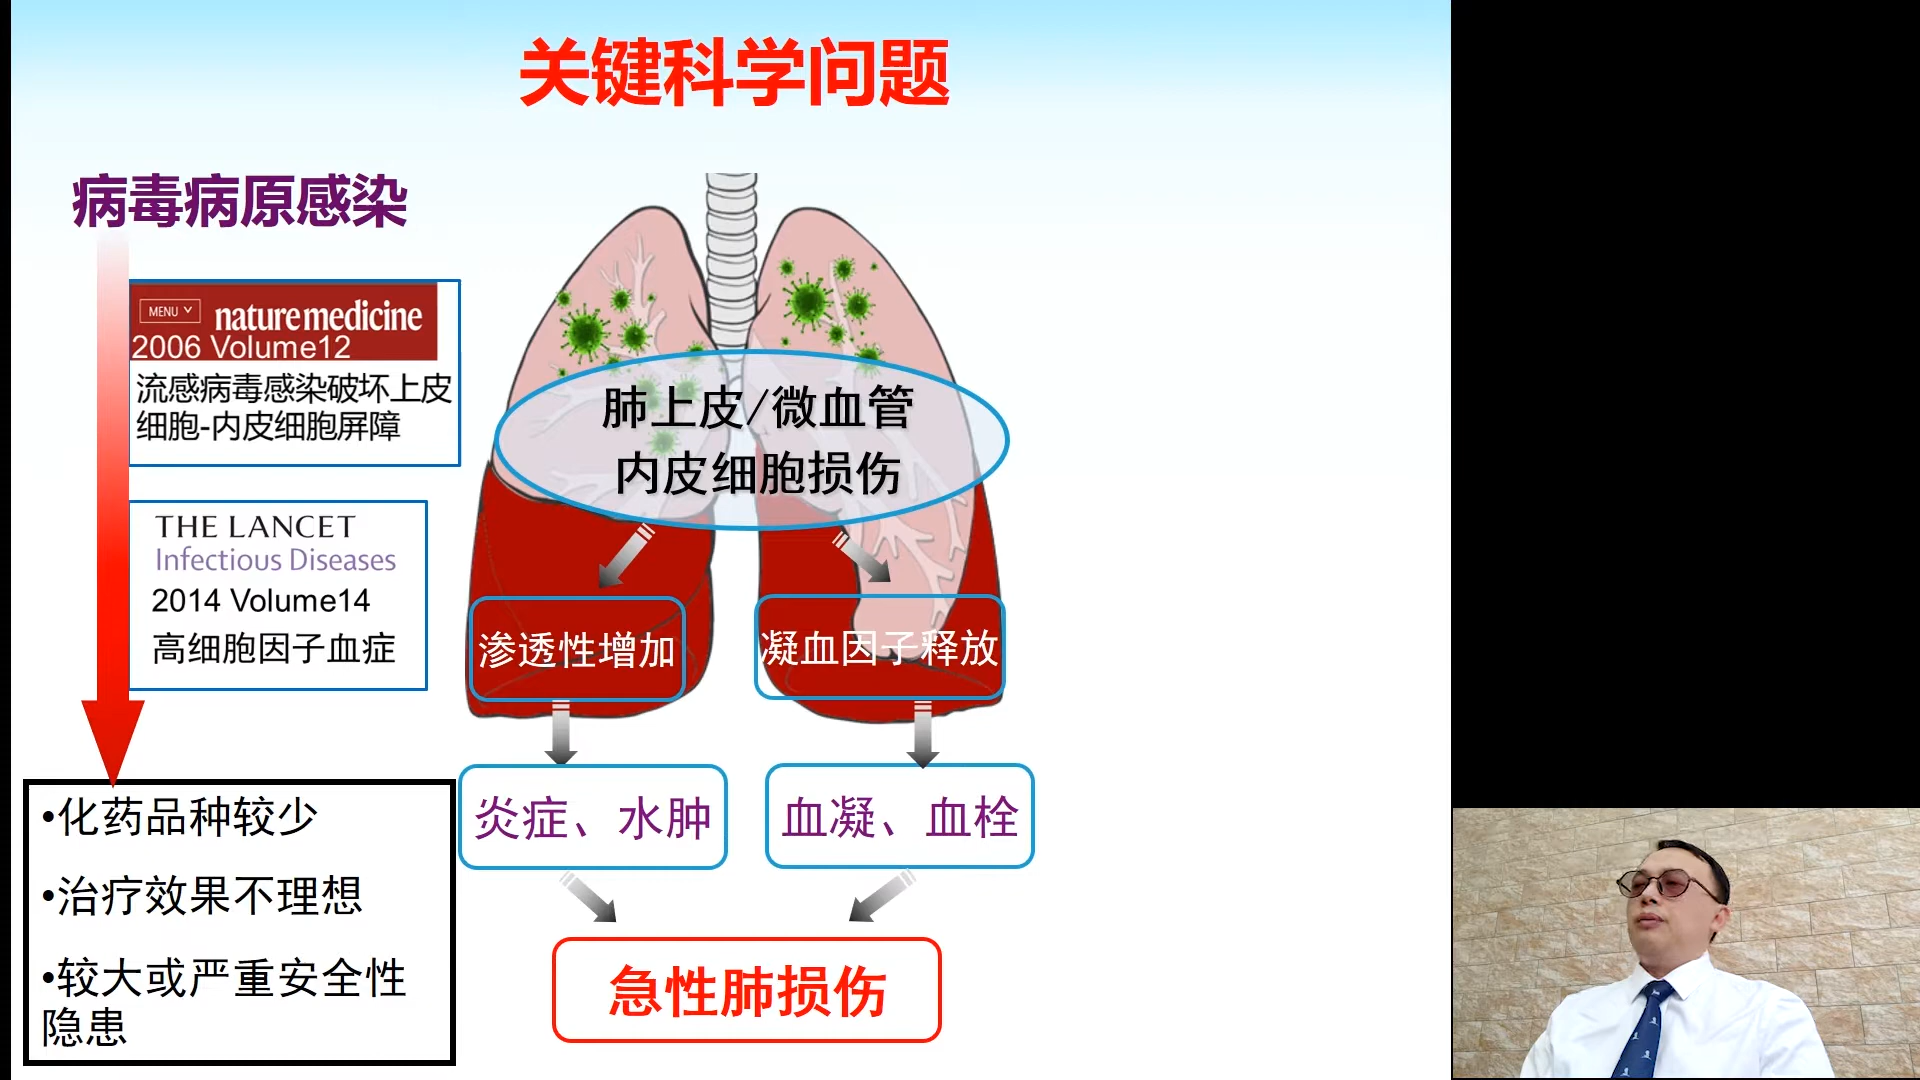 关键科学问题
病毒病原感染
MENU
nature medicine
2006 Volume12
流感病毒感染破坏上皮
细胞-内皮细胞屏障
THE LANCET
Infectious Diseases
2014 Volume14
高细胞因子血症
•化药品种较少
•治疗效果不理想
•较大或严重安全性
隐患
肺上皮/微血管
内皮细胞损伤
渗透性增加
凝血因子释放
炎症、水肿
血凝、血栓
急性肺损伤